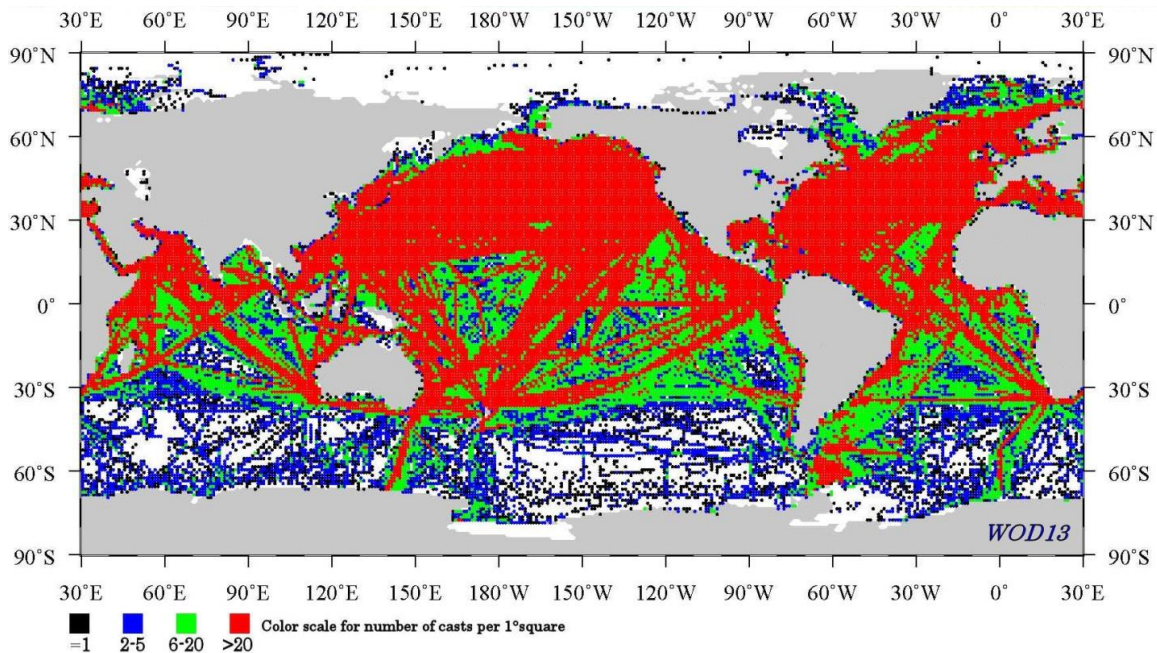 30°E 60°E 90°E 120°E 150°E 180°W 150°W 120°W 90°W 60°W 30°W 0° 30°E
90°N 90°N
60°N 60°N
30°N 30°N
0° 0°
30°S 30°S
60°S 60°S
WOD13
90°S 90°S
30°E 60°E 90°E 120°E 150°E 180°W 150°W 120°W 90°W 60°W 30°W 0° 30°E
Color scale for number of casts per 1°square
=1 2-5 6-20 >20